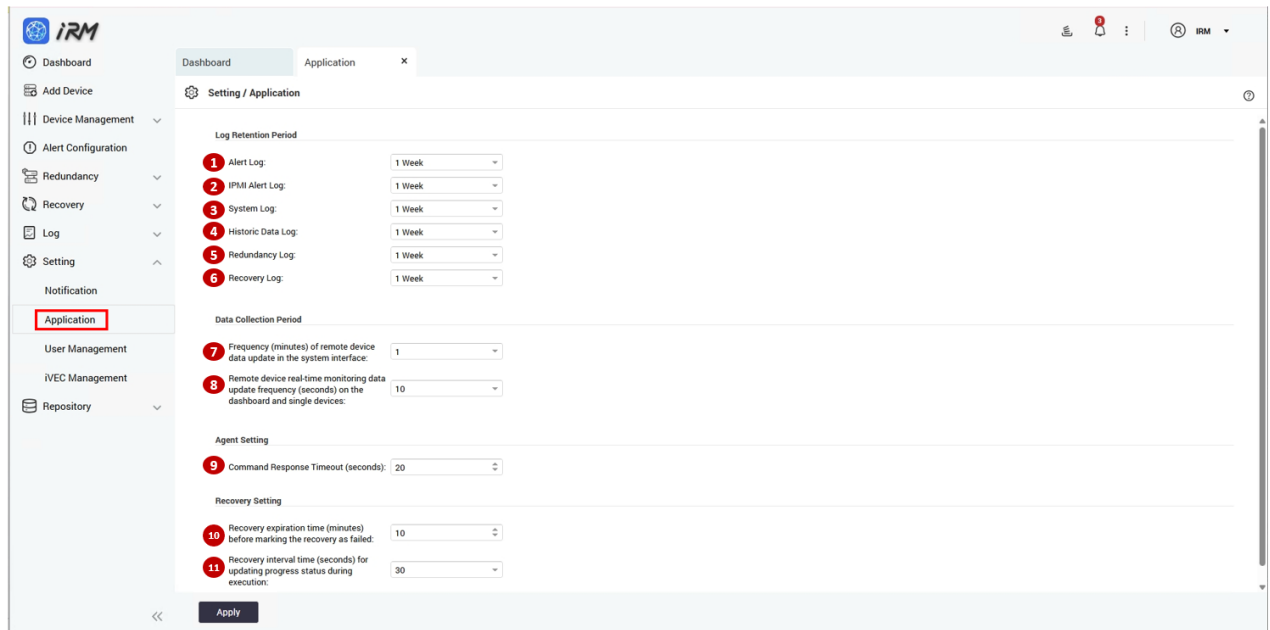 iRM
3
IRM
Dashboard
Add Device
Device Management
Alert Configuration
Redundancy
Recovery
Log
Setting
Notification
Application
User Management
iVEC Management
Repository
Dashboard
Application
Setting / Application
Log Retention Period
1 Alert Log: 1 Week
2 IPMI Alert Log: 1 Week
3 System Log: 1 Week
4 Historic Data Log: 1 Week
5 Redundancy Log: 1 Week
6 Recovery Log: 1 Week
Data Collection Period
7 Frequency (minutes) of remote device
data update in the system interface:
1
8 Remote device real-time monitoring data
update frequency (seconds) on the
dashboard and single devices:
10
Agent Setting
9 Command Response Timeout (seconds): 20
Recovery Setting
10 Recovery expiration time (minutes)
before marking the recovery as failed:
10
11 Recovery interval time (seconds) for
updating progress status during
execution:
30
Apply